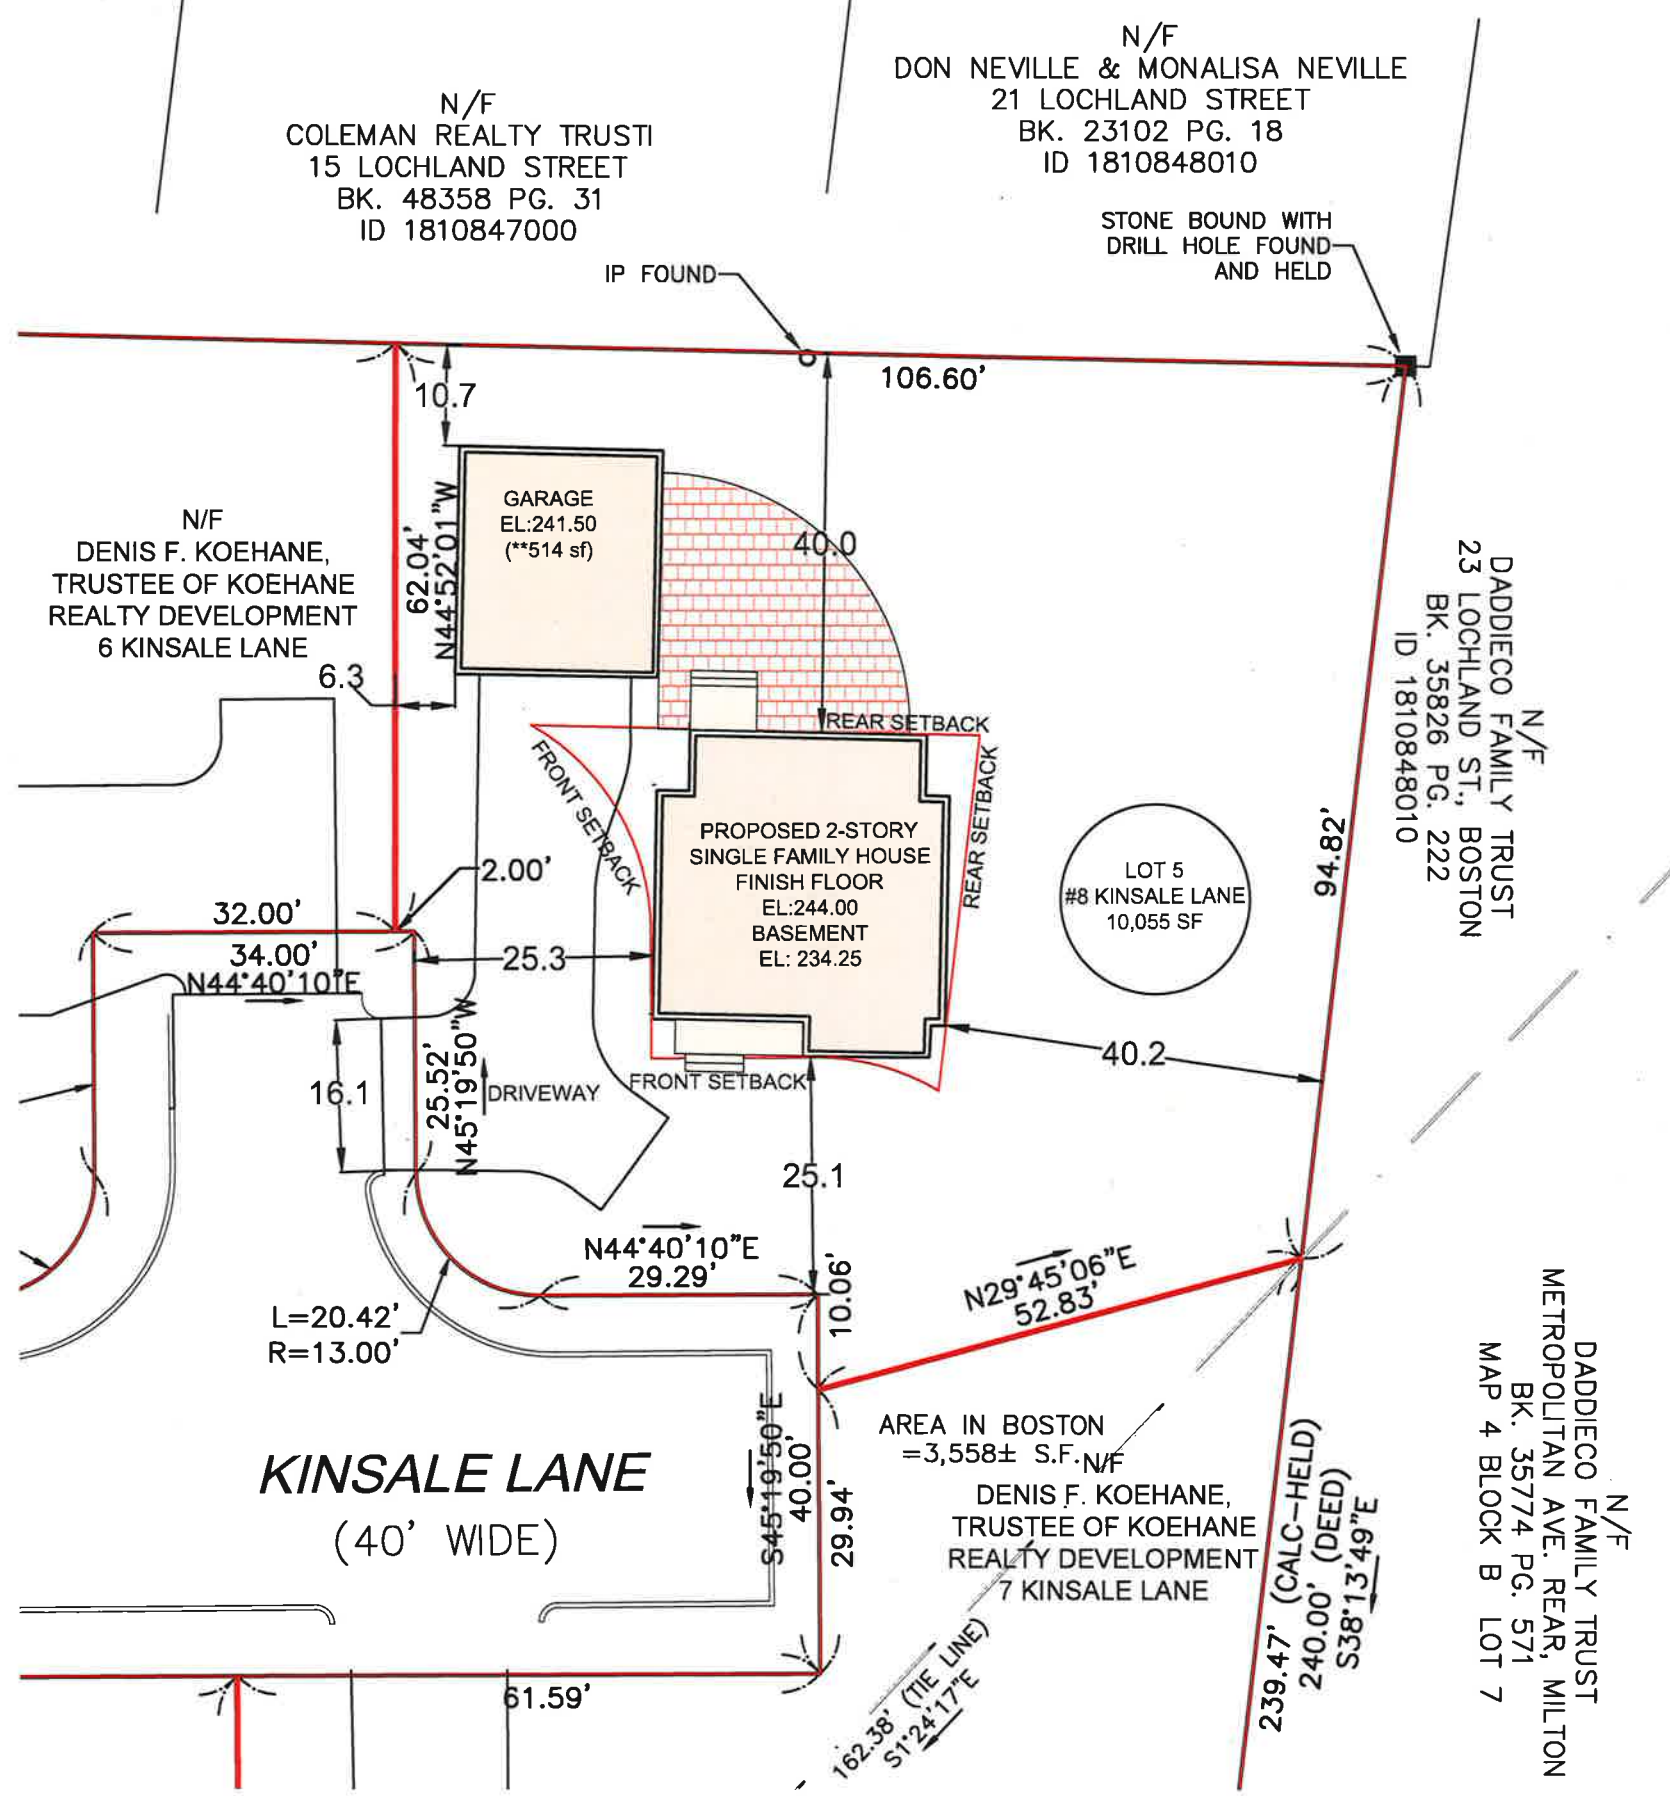 N/F
COLEMAN REALTY TRUSTI
15 LOCHLAND STREET
BK. 48358 PG. 31
ID 1810847000
N/F
DON NEVILLE & MONALISA NEVILLE
21 LOCHLAND STREET
BK. 23102 PG. 18
ID 1810848010
STONE BOUND WITH
DRILL HOLE FOUND
AND HELD
IP FOUND
106.60'
10.7
GARAGE
EL:241.50
(**514 sf)
40.0
62.04'
N44°52'01"W
N/F
DENIS F. KOEHANE,
TRUSTEE OF KOEHANE
REALTY DEVELOPMENT
6 KINSALE LANE
6.3
N/F
DADDIECO FAMILY TRUST
23 LOCHLAND ST., BOSTON
BK. 35826 PG. 222
ID 1810848010
REAR SETBACK
FRONT SETBACK
REAR SETBACK
PROPOSED 2-STORY
SINGLE FAMILY HOUSE
FINISH FLOOR
EL:244.00
BASEMENT
EL: 234.25
LOT 5
#8 KINSALE LANE
10,055 SF
94.82'
2.00'
32.00'
34.00'
N44°40'10"E
25.3
40.2
16.1
25.52'
N45°19'50"W
DRIVEWAY
FRONT SETBACK
25.1
N44°40'10"E
29.29'
10.06'
N29°45'06"E
52.83'
L=20.42'
R=13.00'
KINSALE LANE
(40' WIDE)
S45°19'50"E
40.00'
29.94'
AREA IN BOSTON
=3,558± S.F.
N/F
DENIS F. KOEHANE,
TRUSTEE OF KOEHANE
REALTY DEVELOPMENT
7 KINSALE LANE
239.47' (CALC-HELD)
240.00' (DEED)
S38°13'49"E
N/F
DADDIECO FAMILY TRUST
METROPOLITAN AVE. REAR, MILTON
BK. 35774 PG. 571
MAP 4 BLOCK B LOT 7
61.59'
162.38' (TIE LINE)
S1°24'17"E